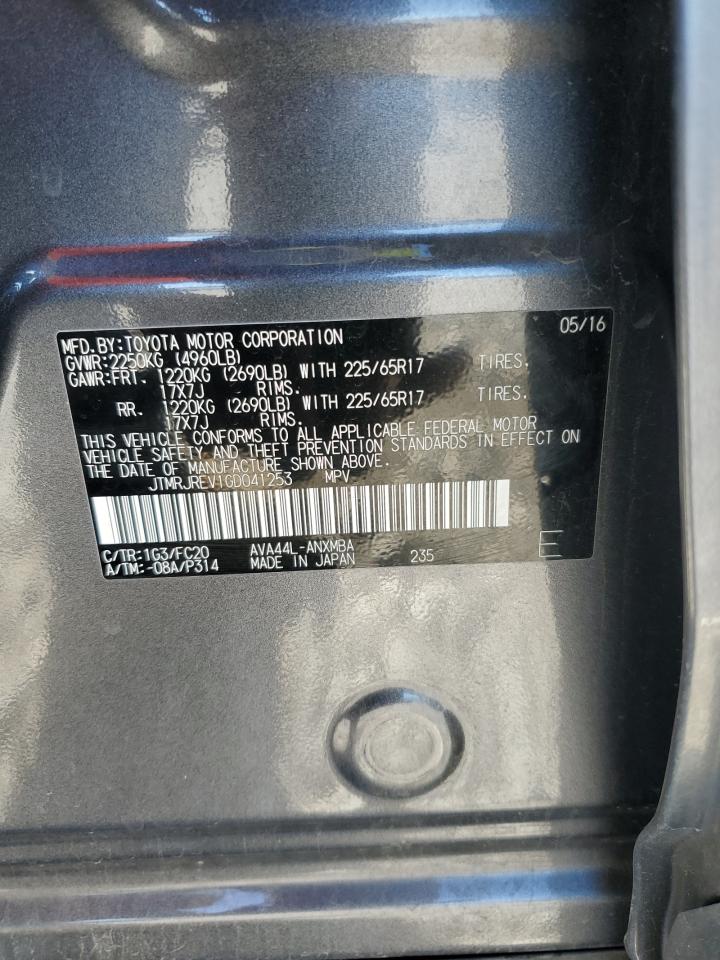 05/16
MFD.BY:TOYOTA MOTOR CORPORATION
GVWR:2250KG (4960LB)
GAWR:FRT. 1220KG (2690LB) WITH 225/65R17 TIRES.
17X7J RIMS.
RR. 1220KG (2690LB) WITH 225/65R17 TIRES.
17X7J RIMS.
THIS VEHICLE CONFORMS TO ALL APPLICABLE FEDERAL MOTOR
VEHICLE SAFETY AND THEFT PREVENTION STANDARDS IN EFFECT ON
THE DATE OF MANUFACTURE SHOWN ABOVE.
JTMRJREV1GD041253 MPV
C/TR:1G3/FC20 AVA44L-ANXMBA E
A/TM:-08A/P314 MADE IN JAPAN 235